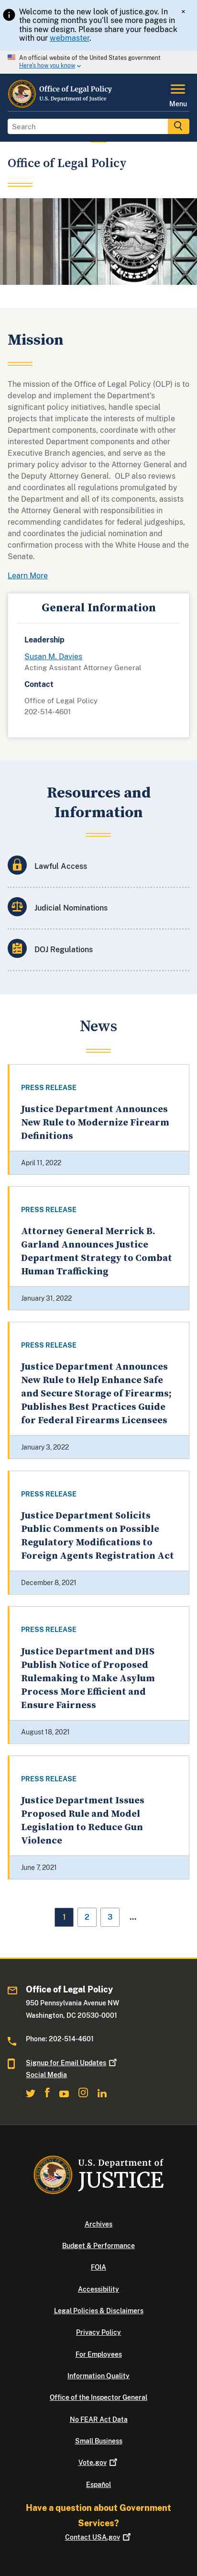 Welcome to the new look of justice.gov. In
the coming months you'll see more pages in
this new design. Please share your feedback
with our webmaster.
×
An official website of the United States government
Here's how you know
Office of Legal Policy
U.S. Department of Justice
Menu
Search
Office of Legal Policy
Mission
The mission of the Office of Legal Policy (OLP) is to
develop and implement the Department's
significant policy initiatives, handle special
projects that implicate the interests of multiple
Department components, coordinate with other
interested Department components and other
Executive Branch agencies, and serve as the
primary policy advisor to the Attorney General and
the Deputy Attorney General.  OLP also reviews
and coordinates all regulations promulgated by
the Department and all of its components, assists
the Attorney General with responsibilities in
recommending candidates for federal judgeships,
and coordinates the judicial nomination and
confirmation process with the White House and the
Senate.
Learn More
General Information
Leadership
Susan M. Davies
Acting Assistant Attorney General
Contact
Office of Legal Policy
202-514-4601
Resources and
Information
Lawful Access
Judicial Nominations
DOJ Regulations
News
PRESS RELEASE
Justice Department Announces
New Rule to Modernize Firearm
Definitions
April 11, 2022
PRESS RELEASE
Attorney General Merrick B.
Garland Announces Justice
Department Strategy to Combat
Human Trafficking
January 31, 2022
PRESS RELEASE
Justice Department Announces
New Rule to Help Enhance Safe
and Secure Storage of Firearms;
Publishes Best Practices Guide
for Federal Firearms Licensees
January 3, 2022
PRESS RELEASE
Justice Department Solicits
Public Comments on Possible
Regulatory Modifications to
Foreign Agents Registration Act
December 8, 2021
PRESS RELEASE
Justice Department and DHS
Publish Notice of Proposed
Rulemaking to Make Asylum
Process More Efficient and
Ensure Fairness
August 18, 2021
PRESS RELEASE
Justice Department Issues
Proposed Rule and Model
Legislation to Reduce Gun
Violence
June 7, 2021
1 2 3 …
Office of Legal Policy
950 Pennsylvania Avenue NW
Washington, DC 20530-0001
Phone: 202-514-4601
Signup for Email Updates
Social Media
U.S. Department of
JUSTICE
Archives
Budget & Performance
FOIA
Accessibility
Legal Policies & Disclaimers
Privacy Policy
For Employees
Information Quality
Office of the Inspector General
No FEAR Act Data
Small Business
Vote.gov
Español
Have a question about Government
Services?
Contact USA.gov